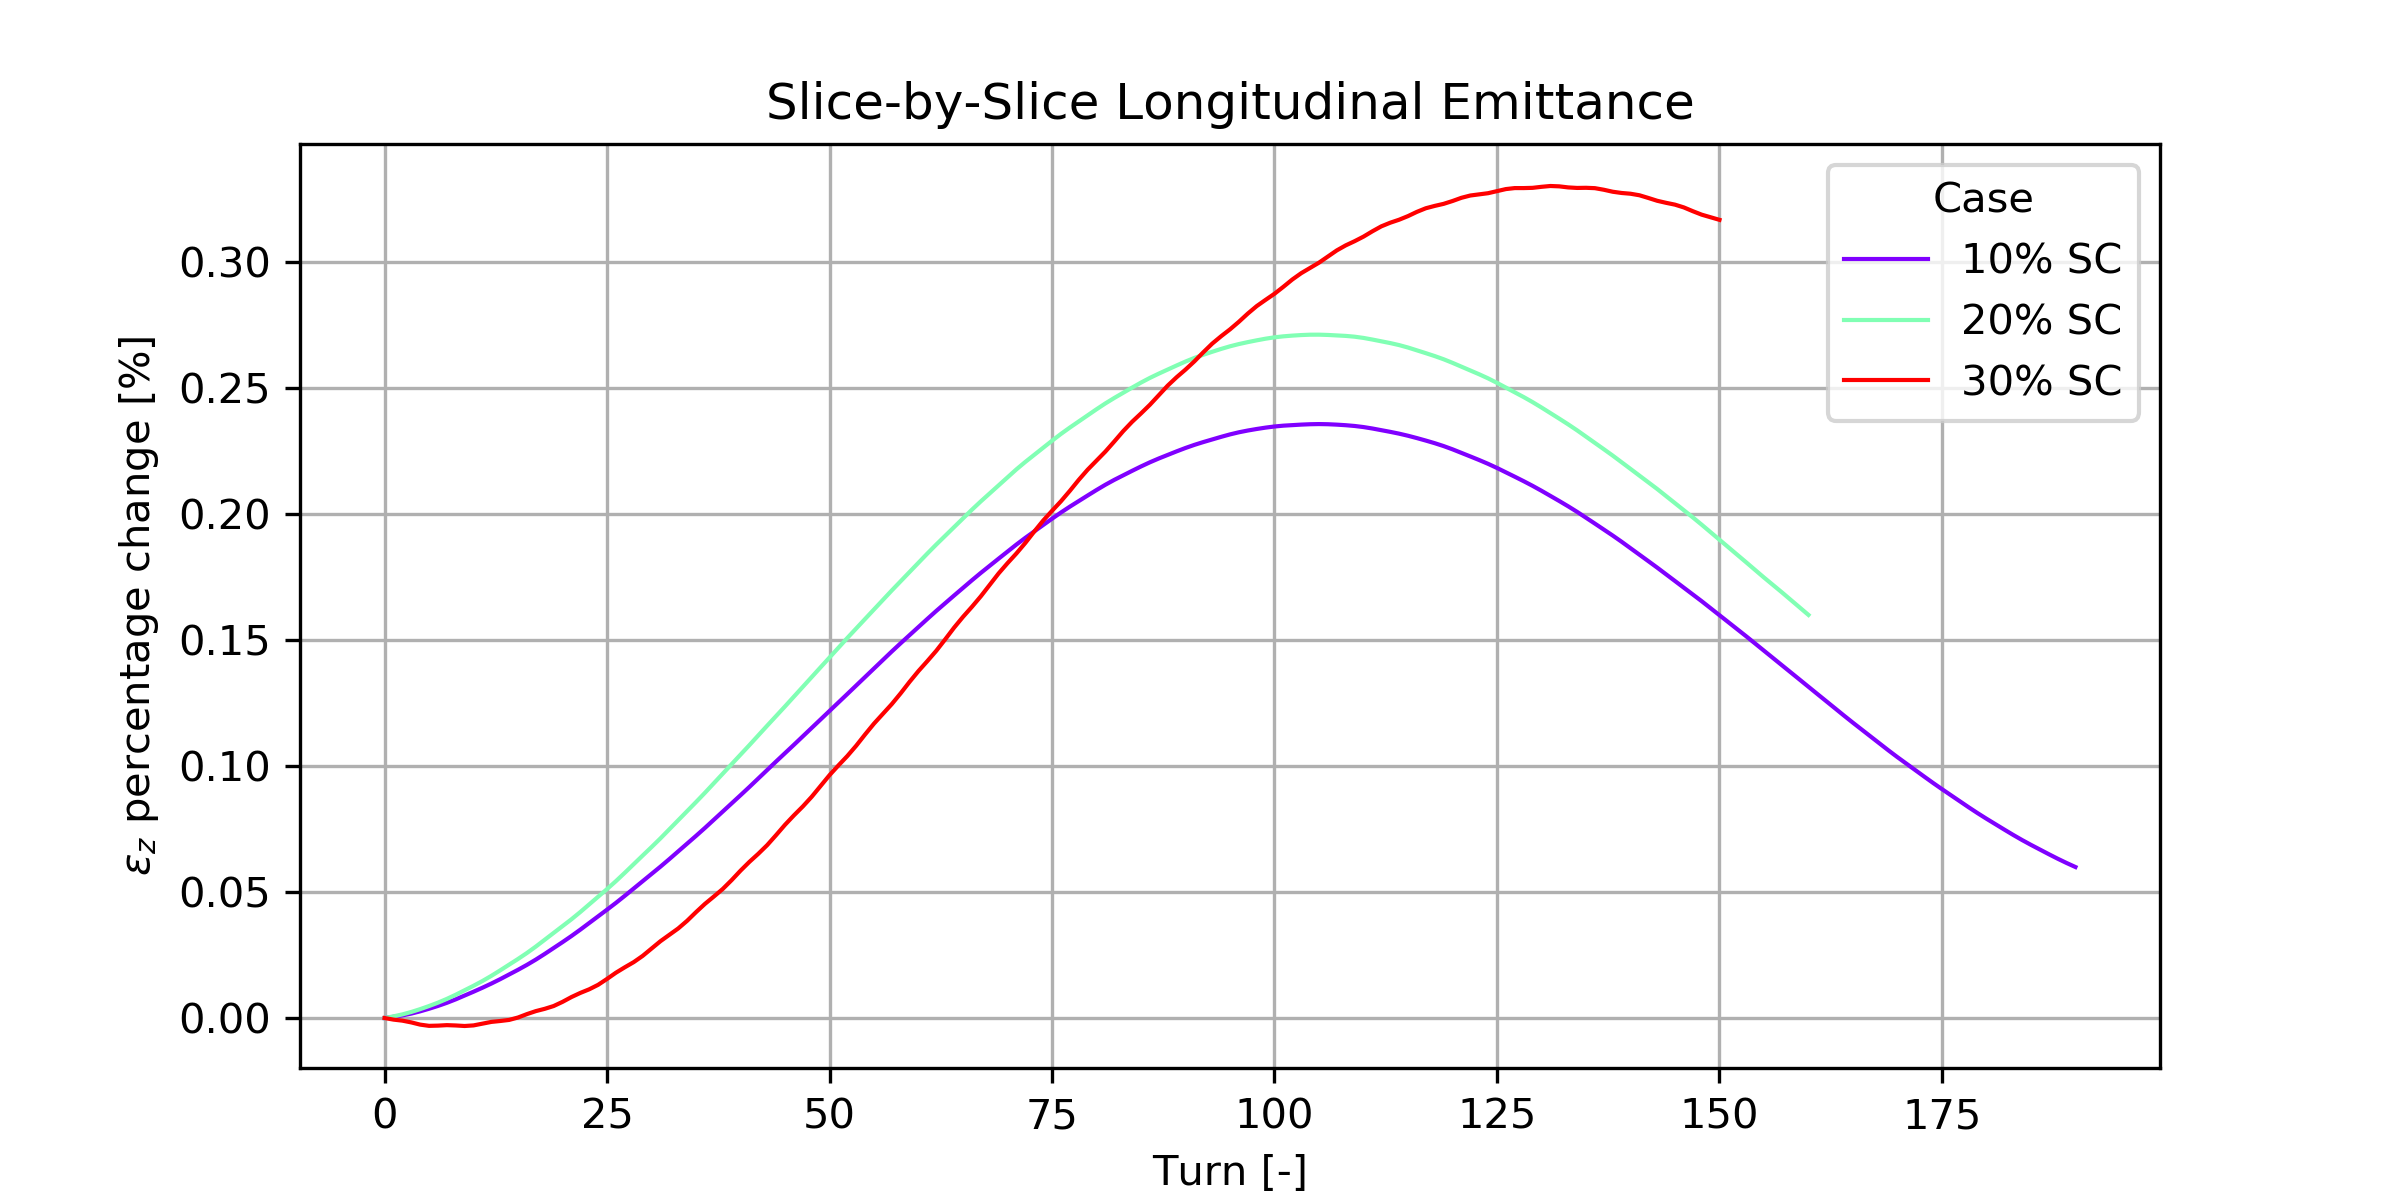 Slice-by-Slice Longitudinal Emittance
Case
10% SC
20% SC
30% SC
ε_z percentage change [%]
0.30
0.25
0.20
0.15
0.10
0.05
0.00
0 25 50 75 100 125 150 175
Turn [-]